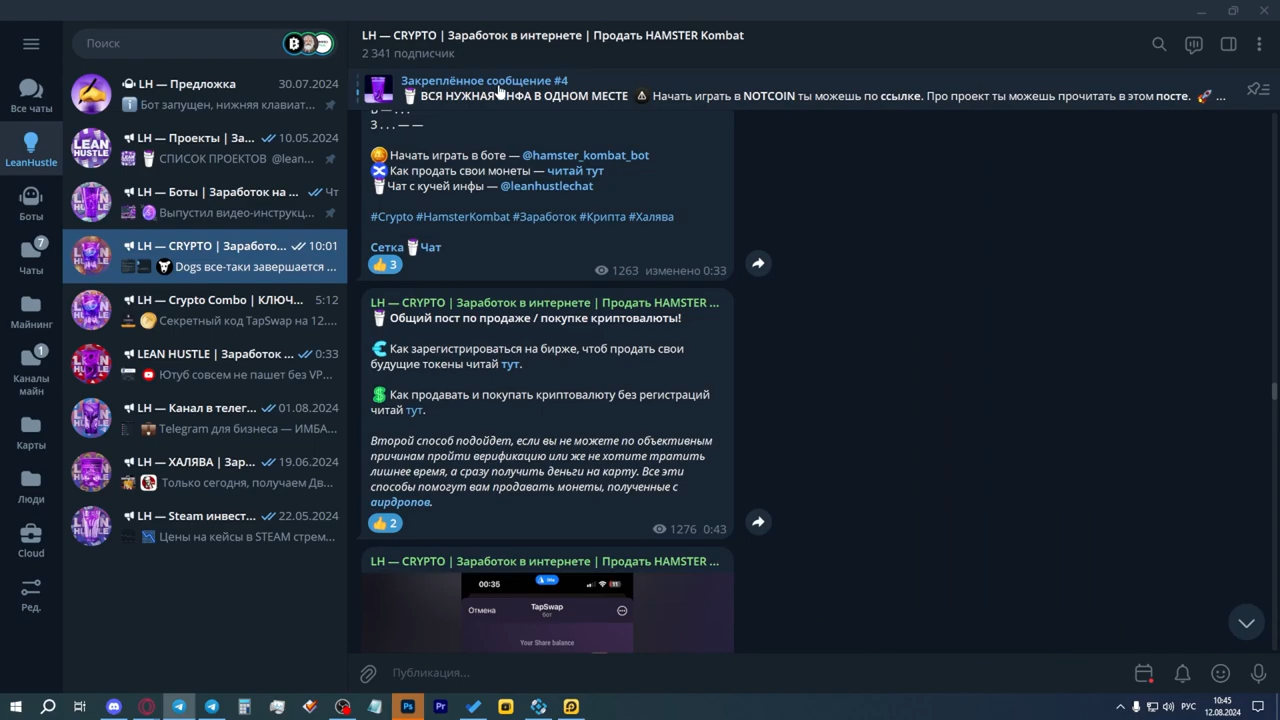 Поиск
LH — CRYPTO | Заработок в интернете | Продать HAMSTER Kombat
2 341 подписчик
Закреплённое сообщение #4
ВСЯ НУЖНАЯ ИНФА В ОДНОМ МЕСТЕ ⚠ Начать играть в NOTCOIN ты можешь по ссылке. Про проект ты можешь прочитать в этом посте. 🚀 ...
Все чаты
LeanHustle
Боты
7
Чаты
Майнинг
1
Каналы
майн
Карты
Люди
Cloud
Ред.
LH — Предложка 30.07.2024
Бот запущен, нижняя клавиат...
LH — Проекты | За... 10.05.2024
СПИСОК ПРОЕКТОВ @lean...
LH — Боты | Заработок на ... Чт
Выпустил видео-инструкц...
LH — CRYPTO | Заработо... 10:01
Dogs все-таки завершается ...
LH — Crypto Combo | КЛЮЧ... 5:12
Секретный код TapSwap на 12....
LEAN HUSTLE | Заработок ... 0:33
Ютуб совсем не пашет без VP...
LH — Канал в телег... 01.08.2024
Telegram для бизнеса — ИМБА...
LH — ХАЛЯВА | Зар... 19.06.2024
Только сегодня, получаем Дв...
LH — Steam инвест... 22.05.2024
Цены на кейсы в STEAM стрем...
З . . . — —
Начать играть в боте — @hamster_kombat_bot
Как продать свои монеты — читай тут
Чат с кучей инфы — @leanhustlechat
#Crypto #HamsterKombat #Заработок #Крипта #Халява
Сетка Чат
👍 3
1263 изменено 0:33
LH — CRYPTO | Заработок в интернете | Продать HAMSTER ...
Общий пост по продаже / покупке криптовалюты!
Как зарегистрироваться на бирже, чтоб продать свои
будущие токены читай тут.
Как продавать и покупать криптовалюту без регистраций
читай тут.
Второй способ подойдет, если вы не можете по объективным
причинам пройти верификацию или же не хотите тратить
лишнее время, а сразу получить деньги на карту. Все эти
способы помогут вам продавать монеты, полученные с
аирдропов.
👍 2
1276 0:43
LH — CRYPTO | Заработок в интернете | Продать HAMSTER ...
00:35
Отмена
TapSwap
бот
Your Share balance
Публикация...
РУС
10:45
12.08.2024